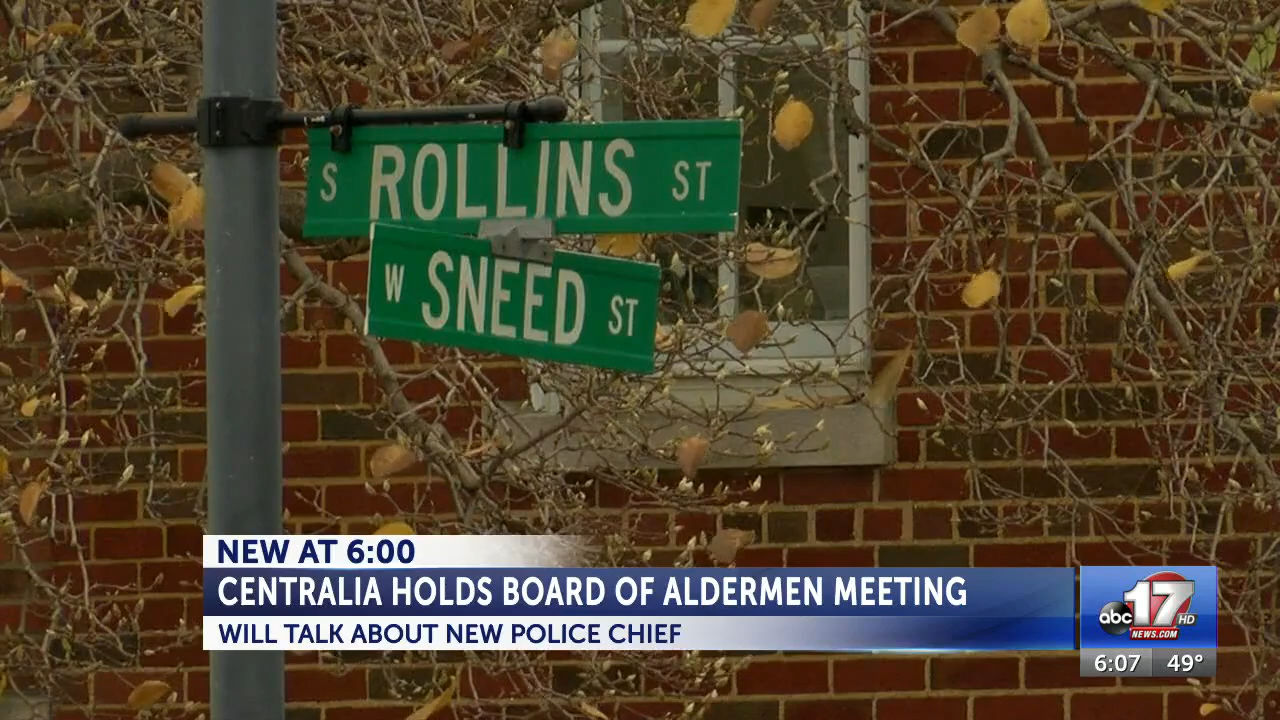 S ROLLINS ST
W SNEED ST
NEW AT 6:00
CENTRALIA HOLDS BOARD OF ALDERMEN MEETING
WILL TALK ABOUT NEW POLICE CHIEF
abc 17 HD
NEWS.COM
6:07 49°